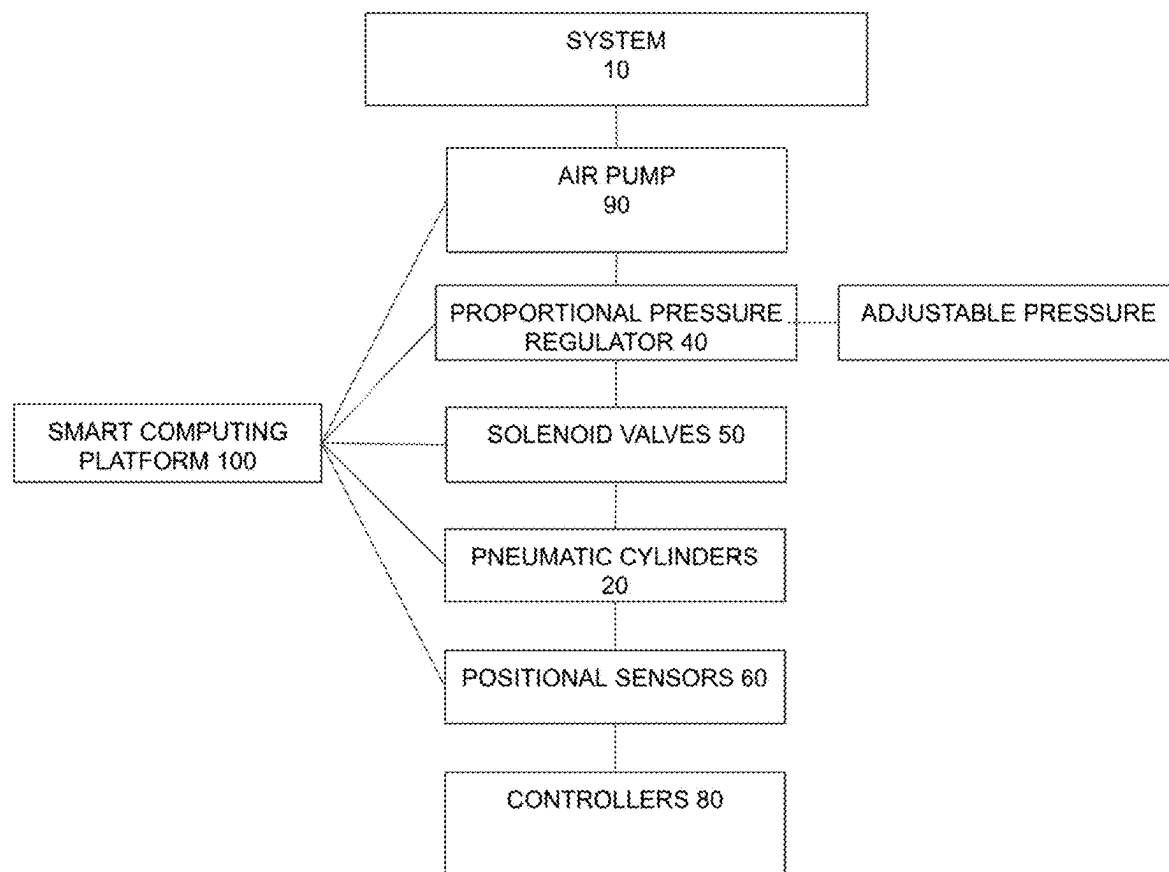 SYSTEM
10
AIR PUMP
90
PROPORTIONAL PRESSURE
REGULATOR 40
ADJUSTABLE PRESSURE
SMART COMPUTING
PLATFORM 100
SOLENOID VALVES 50
PNEUMATIC CYLINDERS
20
POSITIONAL SENSORS 60
CONTROLLERS 80